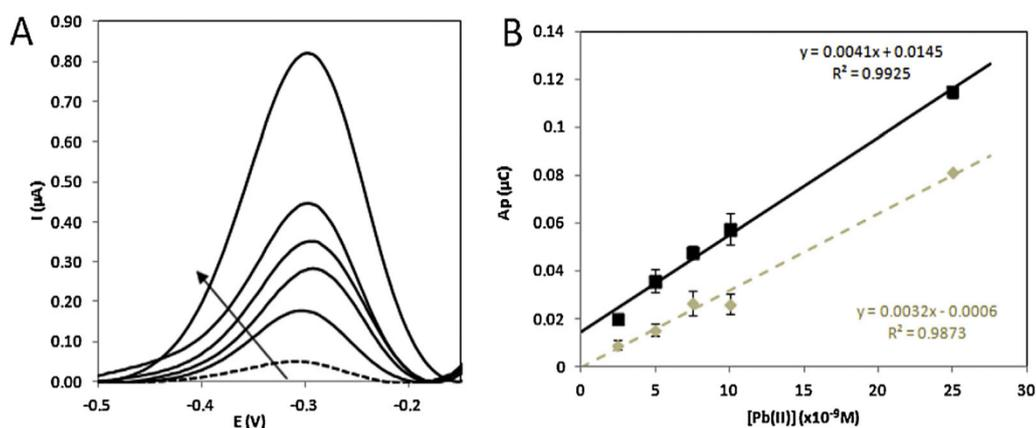 A
0.90
0.80
0.70
0.60
0.50
0.40
0.30
0.20
0.10
0.00
I (µA)
-0.5
-0.4
-0.3
-0.2
E (V)
B
0.14
0.12
0.1
0.08
0.06
0.04
0.02
0
Ap (µC)
y = 0.0041x + 0.0145
R² = 0.9925
y = 0.0032x - 0.0006
R² = 0.9873
0
5
10
15
20
25
30
[Pb(II)] (x10⁻⁹M)